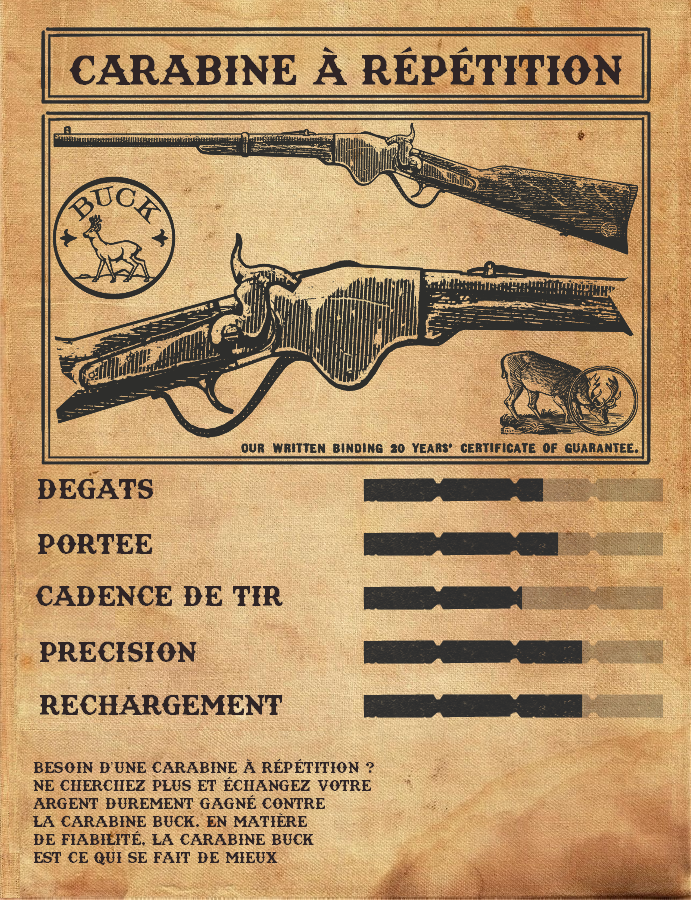 CARABINE À RÉPÉTITION
BUCK
OUR WRITTEN BINDING 20 YEARS' CERTIFICATE OF GUARANTEE.
DEGATS
PORTEE
CADENCE DE TIR
PRECISION
RECHARGEMENT
BESOIN D'UNE CARABINE À RÉPÉTITION ?
NE CHERCHEZ PLUS ET ÉCHANGEZ VOTRE
ARGENT DUREMENT GAGNÉ CONTRE
LA CARABINE BUCK. EN MATIÈRE
DE FIABILITÉ, LA CARABINE BUCK
EST CE QUI SE FAIT DE MIEUX